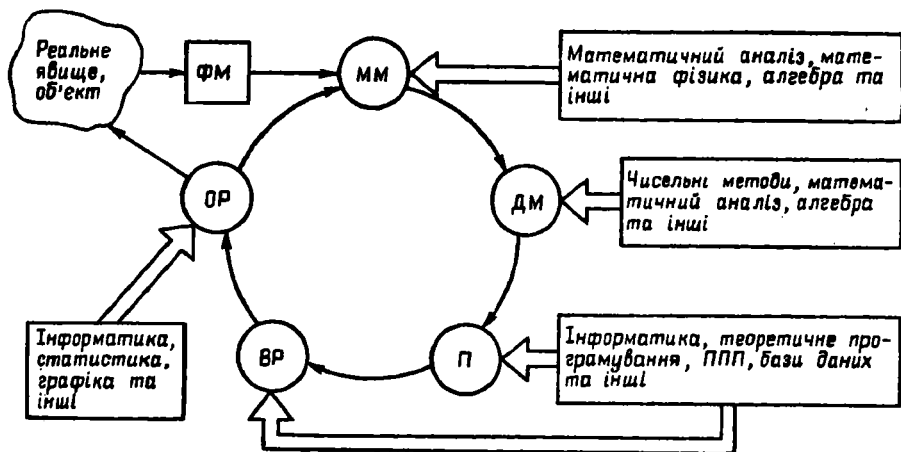 Реальне
явище,
об'єкт
ФМ
ММ
Математичний аналіз, мате-
матична фізика, алгебра та
інші
ОР
ДМ
Чисельні методи, матема-
тичний аналіз, алгебра
та інші
Інформатика,
статистика,
графіка та
інші
ВР
П
Інформатика, теоретичне про-
грамування, ППП, бази даних
та інші